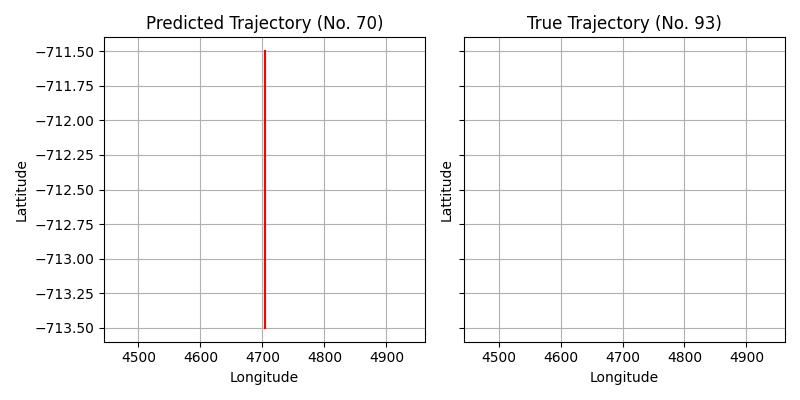 Predicted Trajectory (No. 70)
True Trajectory (No. 93)
−711.50
−711.75
−712.00
−712.25
−712.50
−712.75
−713.00
−713.25
−713.50
Lattitude
Lattitude
4500 4600 4700 4800 4900
4500 4600 4700 4800 4900
Longitude
Longitude